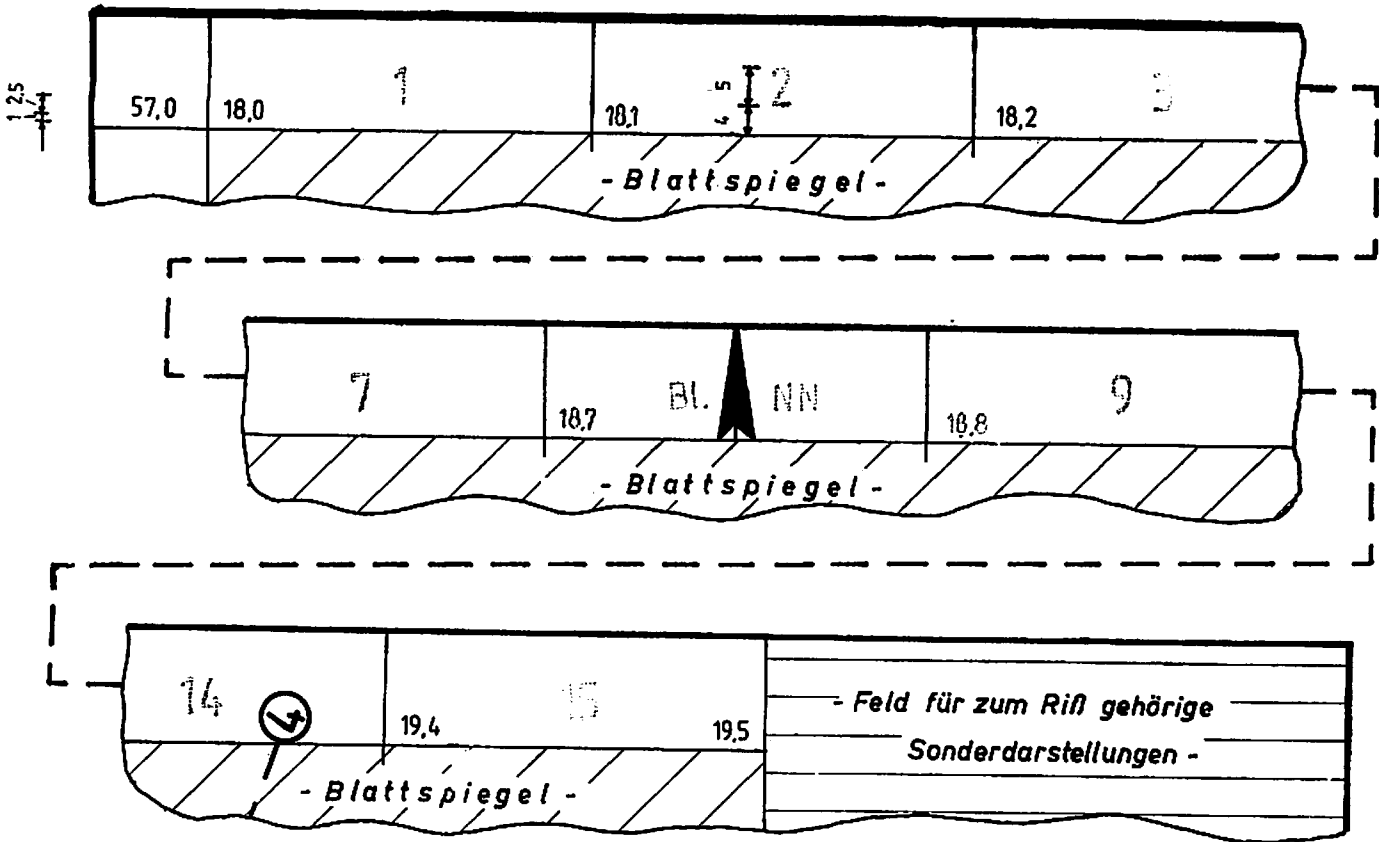 1 2 3
1 2,5
57,0 18,0 18,1 4 5 18,2
- Blattspiegel -
7 Bl. NN 9
18,7 18,8
- Blattspiegel -
14 4 15
19,4 19,5
- Blattspiegel -
- Feld für zum Riß gehörige
Sonderdarstellungen -